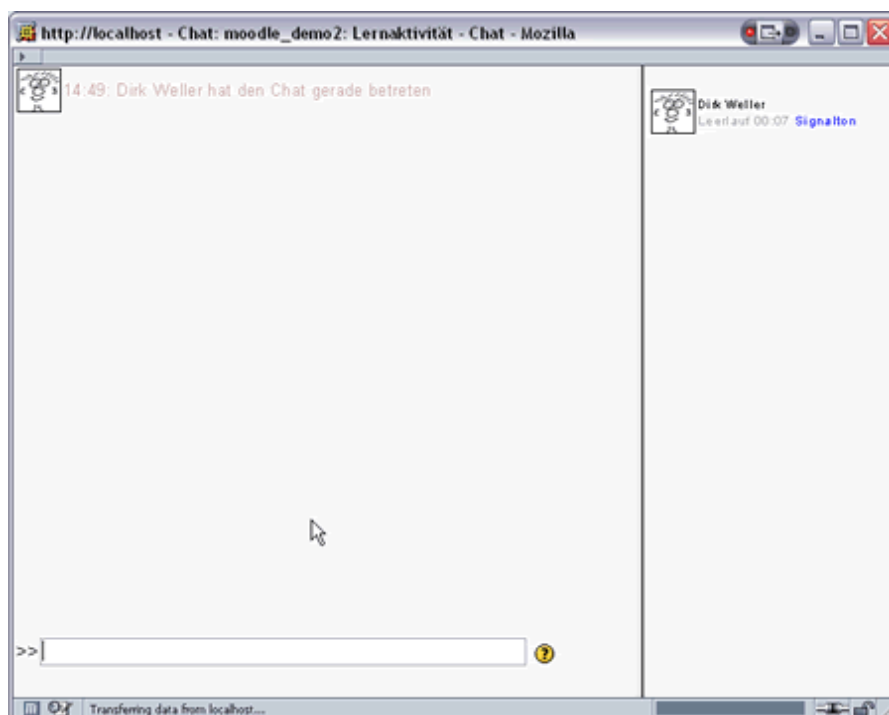 http://localhost - Chat: moodle_demo2: Lernaktivität - Chat - Mozilla
14:49: Dirk Weller hat den Chat gerade betreten
Dirk Weller
Leerlauf 00:07 Signalton
>>
?
Transferring data from localhost...